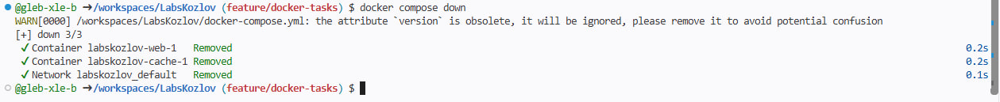 @gleb-xle-b ➜ /workspaces/LabsKozlov (feature/docker-tasks) $ docker compose down
WARN[0000] /workspaces/LabsKozlov/docker-compose.yml: the attribute `version` is obsolete, it will be ignored, please remove it to avoid potential confusion
[+] down 3/3
✔ Container labskozlov-web-1 Removed 0.2s
✔ Container labskozlov-cache-1 Removed 0.2s
✔ Network labskozlov_default Removed 0.1s
@gleb-xle-b ➜ /workspaces/LabsKozlov (feature/docker-tasks) $